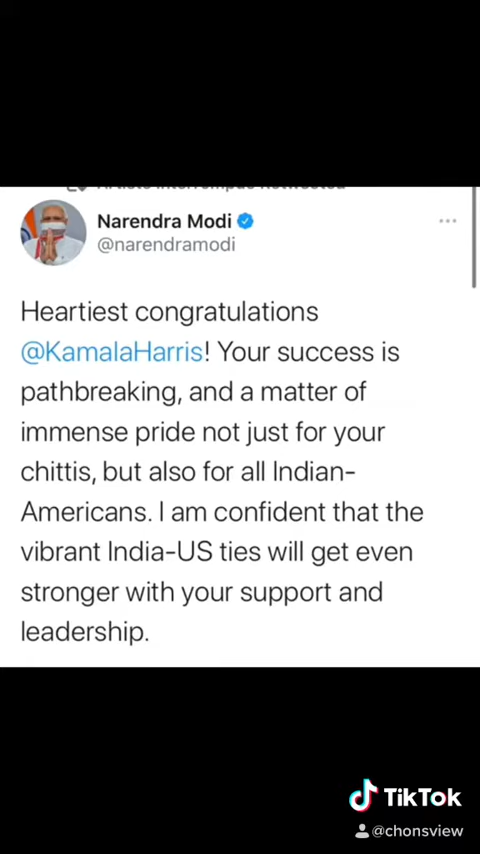 Narendra Modi
@narendramodi
Heartiest congratulations
@KamalaHarris! Your success is
pathbreaking, and a matter of
immense pride not just for your
chittis, but also for all Indian-
Americans. I am confident that the
vibrant India-US ties will get even
stronger with your support and
leadership.
TikTok
@chonsview